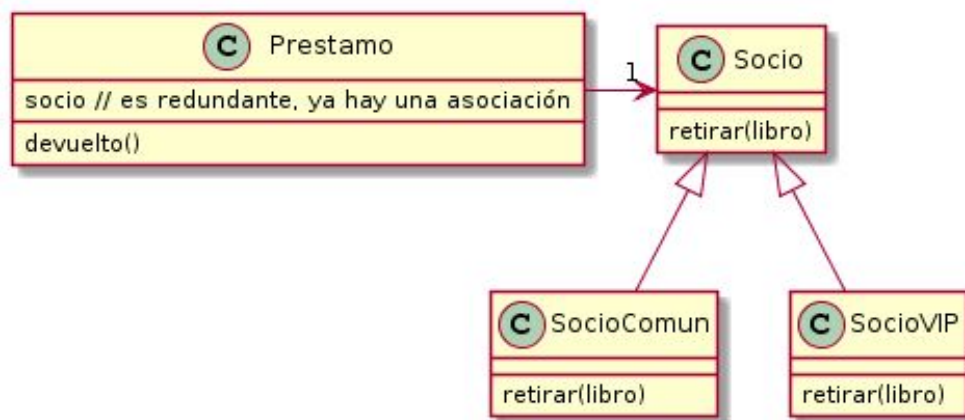 C Prestamo
socio // es redundante, ya hay una asociación
devuelto()
1
C Socio
retirar(libro)
C SocioComun
retirar(libro)
C SocioVIP
retirar(libro)